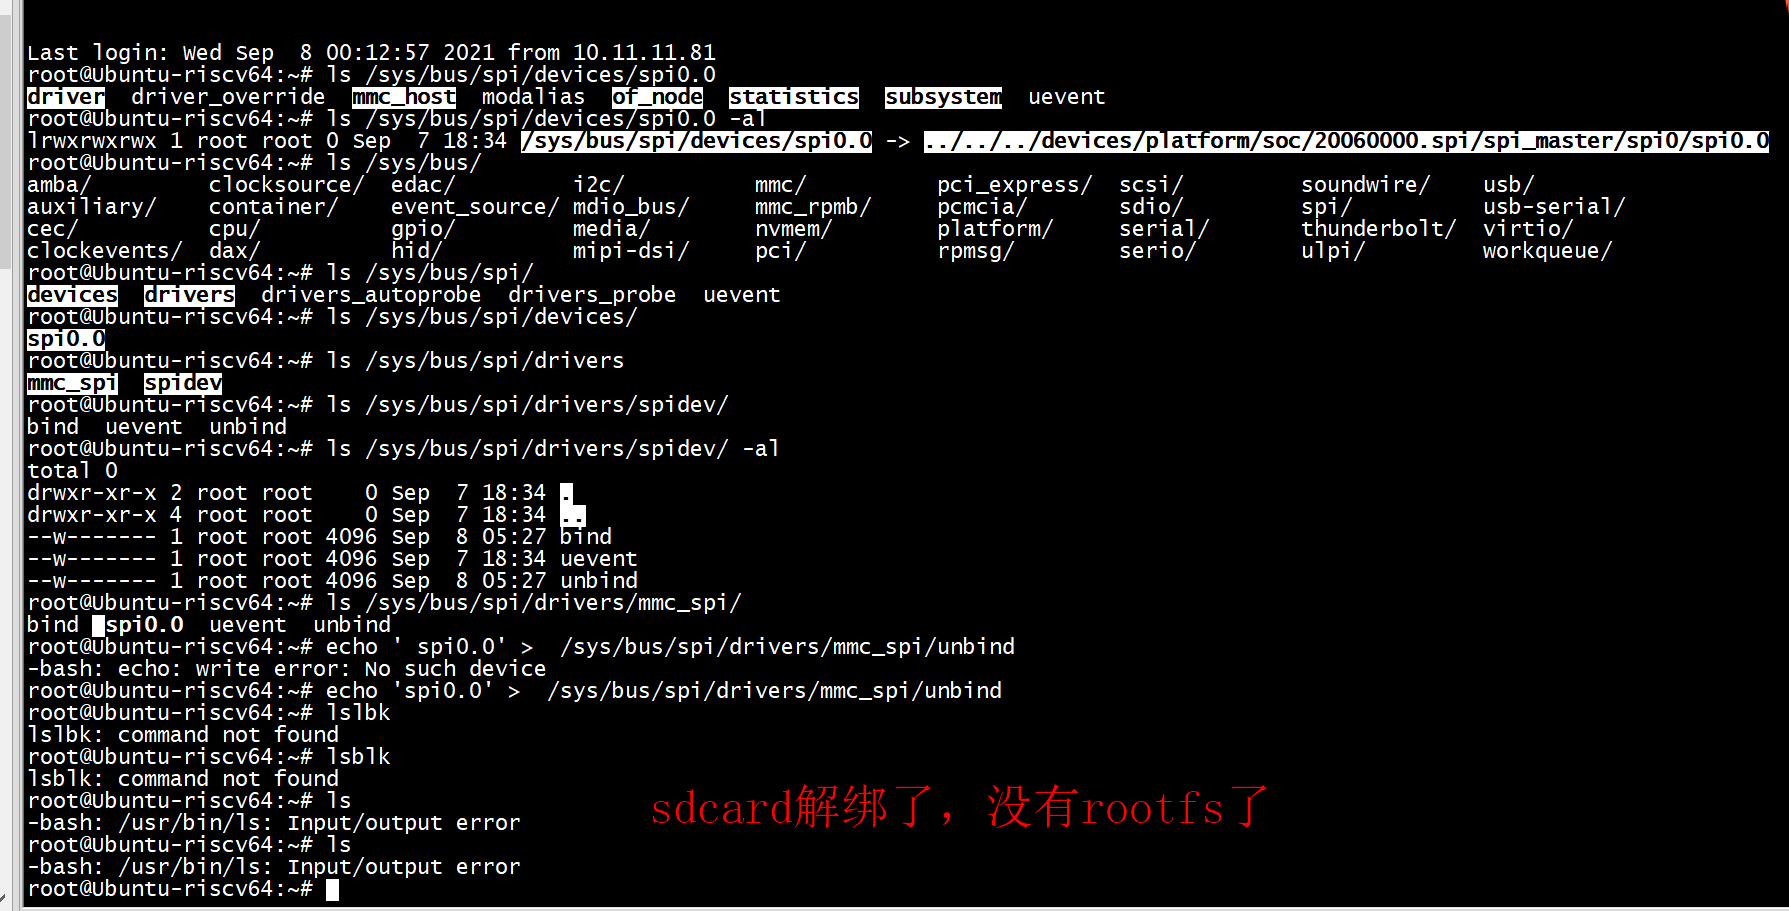 Last login: Wed Sep  8 00:12:57 2021 from 10.11.11.81
root@Ubuntu-riscv64:~# ls /sys/bus/spi/devices/spi0.0
driver  driver_override  mmc_host  modalias  of_node  statistics  subsystem  uevent
root@Ubuntu-riscv64:~# ls /sys/bus/spi/devices/spi0.0 -al
lrwxrwxrwx 1 root root 0 Sep  7 18:34 /sys/bus/spi/devices/spi0.0 -> ../../../devices/platform/soc/20060000.spi/spi_master/spi0/spi0.0
root@Ubuntu-riscv64:~# ls /sys/bus/
amba/         clocksource/  edac/         i2c/          mmc/          pci_express/  scsi/         soundwire/    usb/
auxiliary/    container/    event_source/ mdio_bus/     mmc_rpmb/     pcmcia/       sdio/         spi/          usb-serial/
cec/          cpu/          gpio/         media/        nvmem/        platform/     serial/       thunderbolt/  virtio/
clockevents/  dax/          hid/          mipi-dsi/     pci/          rpmsg/        serio/        ulpi/         workqueue/
root@Ubuntu-riscv64:~# ls /sys/bus/spi/
devices  drivers  drivers_autoprobe  drivers_probe  uevent
root@Ubuntu-riscv64:~# ls /sys/bus/spi/devices/
spi0.0
root@Ubuntu-riscv64:~# ls /sys/bus/spi/drivers
mmc_spi  spidev
root@Ubuntu-riscv64:~# ls /sys/bus/spi/drivers/spidev/
bind  uevent  unbind
root@Ubuntu-riscv64:~# ls /sys/bus/spi/drivers/spidev/ -al
total 0
drwxr-xr-x 2 root root    0 Sep  7 18:34 .
drwxr-xr-x 4 root root    0 Sep  7 18:34 ..
--w------- 1 root root 4096 Sep  8 05:27 bind
--w------- 1 root root 4096 Sep  7 18:34 uevent
--w------- 1 root root 4096 Sep  8 05:27 unbind
root@Ubuntu-riscv64:~# ls /sys/bus/spi/drivers/mmc_spi/
bind  spi0.0  uevent  unbind
root@Ubuntu-riscv64:~# echo ' spi0.0' >  /sys/bus/spi/drivers/mmc_spi/unbind
-bash: echo: write error: No such device
root@Ubuntu-riscv64:~# echo 'spi0.0' >  /sys/bus/spi/drivers/mmc_spi/unbind
root@Ubuntu-riscv64:~# lslbk
lslbk: command not found
root@Ubuntu-riscv64:~# lsblk
lsblk: command not found
root@Ubuntu-riscv64:~# ls
sdcard解绑了，没有rootfs了
-bash: /usr/bin/ls: Input/output error
root@Ubuntu-riscv64:~# ls
-bash: /usr/bin/ls: Input/output error
root@Ubuntu-riscv64:~#